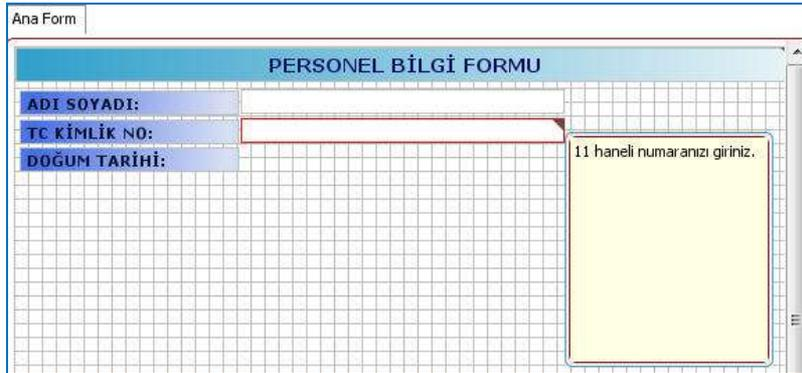 Ana Form
PERSONEL BİLGİ FORMU
ADI SOYADI:
TC KİMLİK NO:
DOĞUM TARİHİ:
11 haneli numaranızı giriniz.